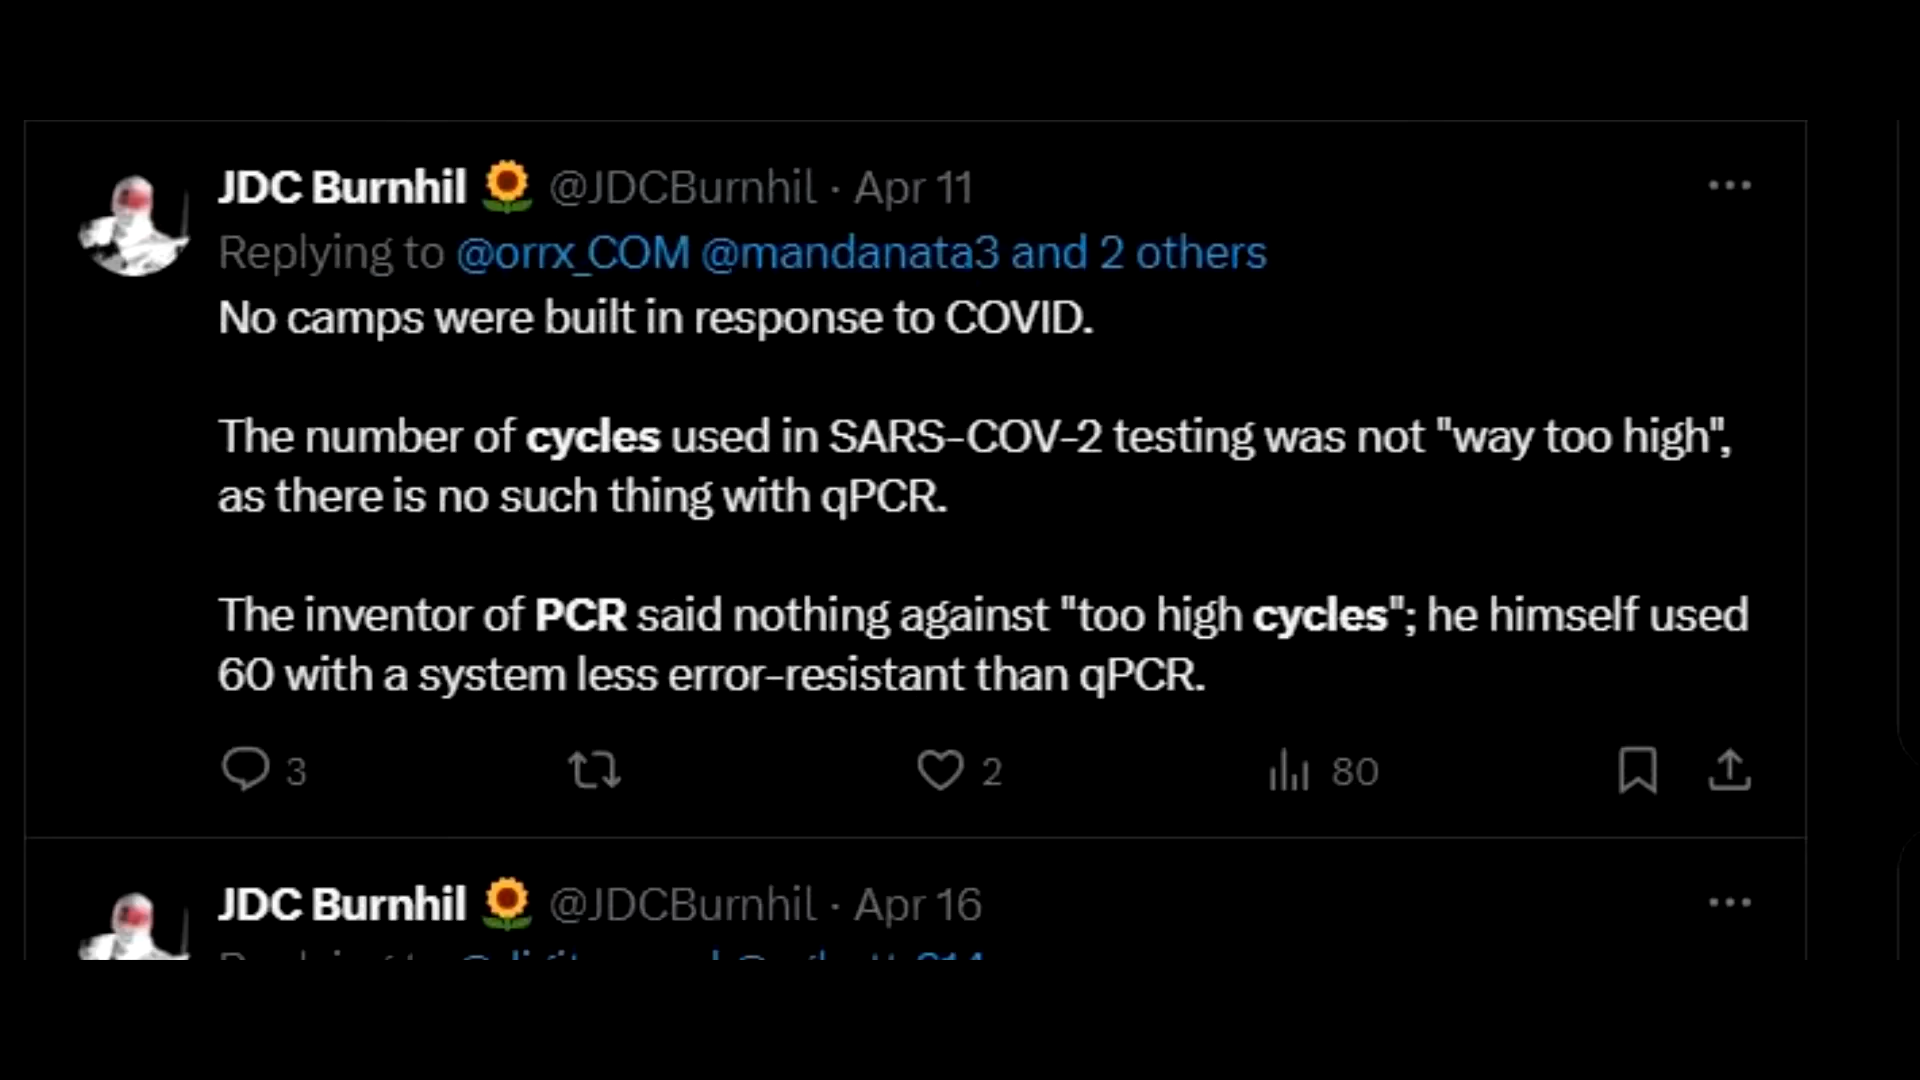 JDC Burnhil 🌻 @JDCBurnhil · Apr 11
Replying to @orrx_COM @mandanata3 and 2 others
No camps were built in response to COVID.
The number of cycles used in SARS-COV-2 testing was not "way too high",
as there is no such thing with qPCR.
The inventor of PCR said nothing against "too high cycles"; he himself used
60 with a system less error-resistant than qPCR.
3 2 80
JDC Burnhil 🌻 @JDCBurnhil · Apr 16